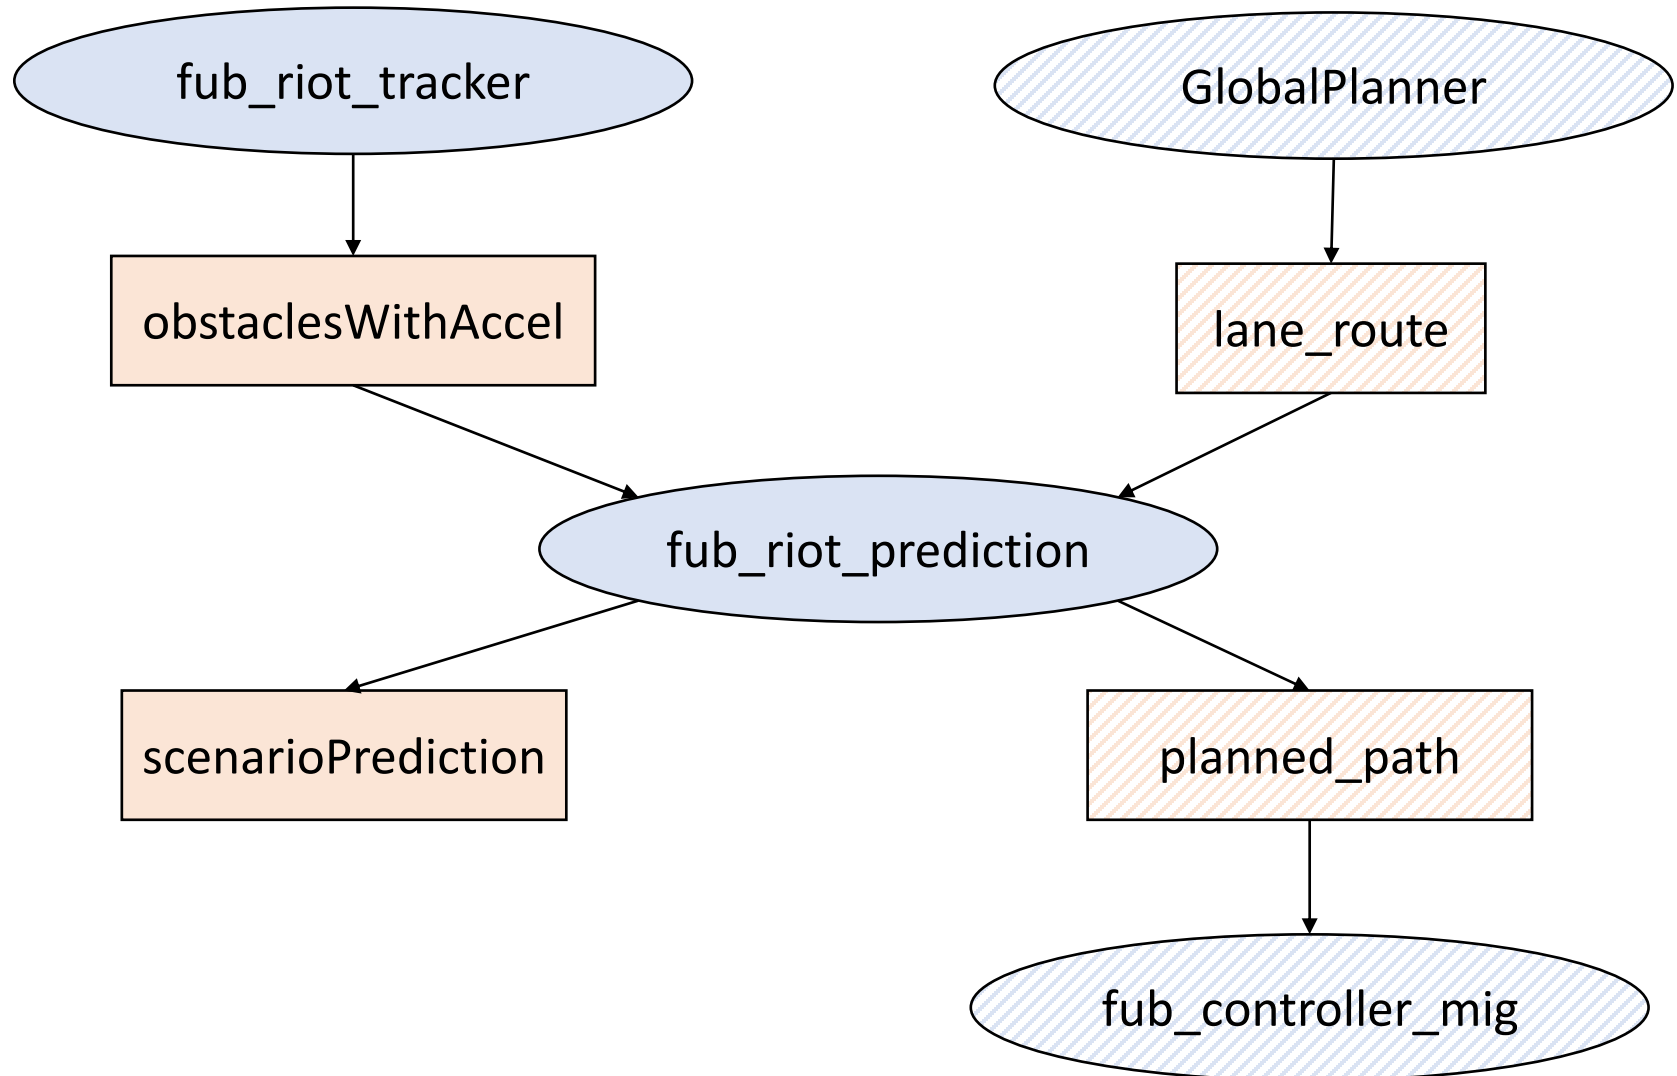 fub_riot_tracker
GlobalPlanner
obstaclesWithAccel
lane_route
fub_riot_prediction
scenarioPrediction
planned_path
fub_controller_mig